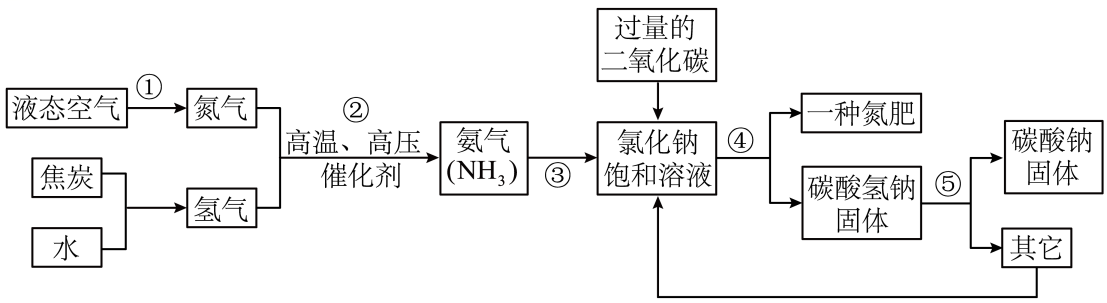 过量的
二氧化碳
液态空气
①
氮气
②
高温、高压
催化剂
氨气
(NH₃)
③
氯化钠
饱和溶液
④
一种氮肥
碳酸氢钠
固体
⑤
碳酸钠
固体
其它
焦炭
水
氢气